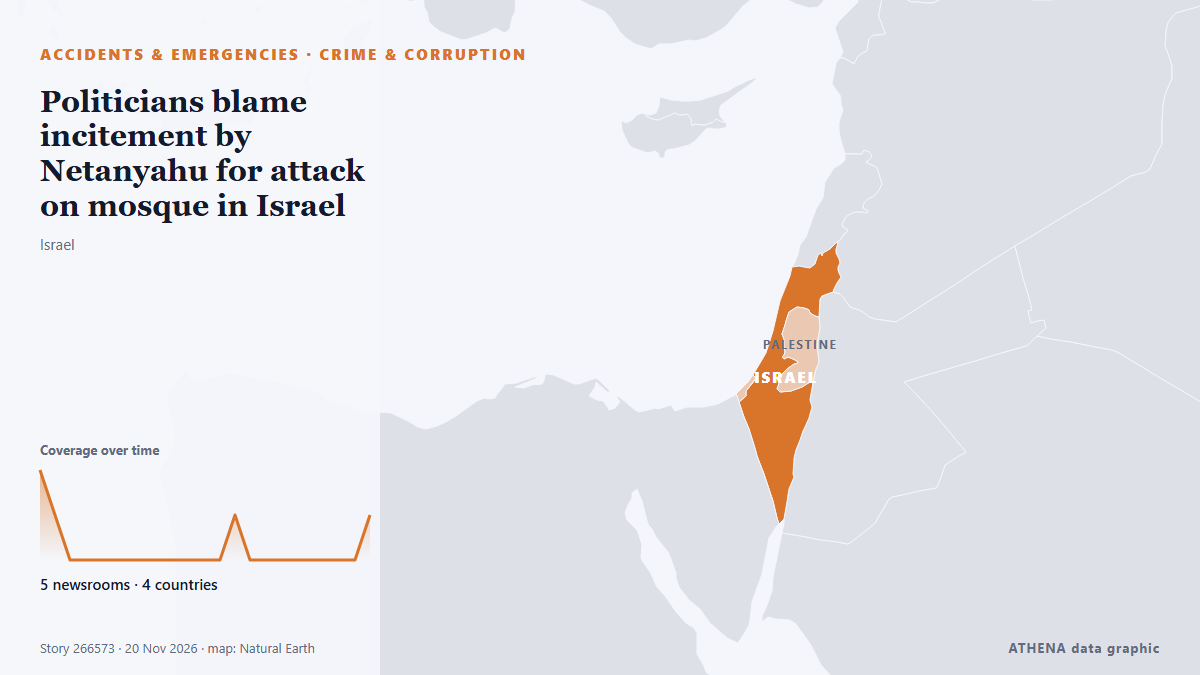 ACCIDENTS & EMERGENCIES · CRIME & CORRUPTION
Politicians blame
incitement by
Netanyahu for attack
on mosque in Israel
Israel
PALESTINE
ISRAEL
Coverage over time
5 newsrooms · 4 countries
Story 266573 · 20 Nov 2026 · map: Natural Earth
ATHENA data graphic